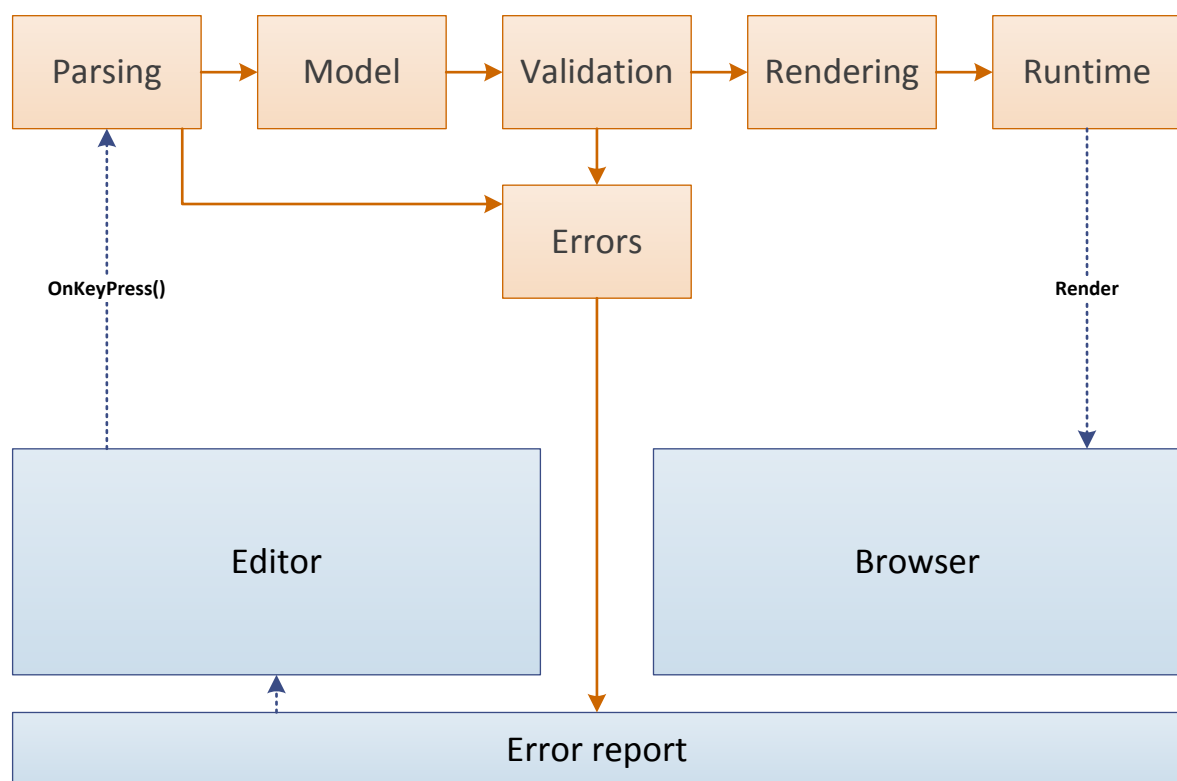 Parsing
Model
Validation
Rendering
Runtime
Errors
OnKeyPress()
Render
Editor
Browser
Error report